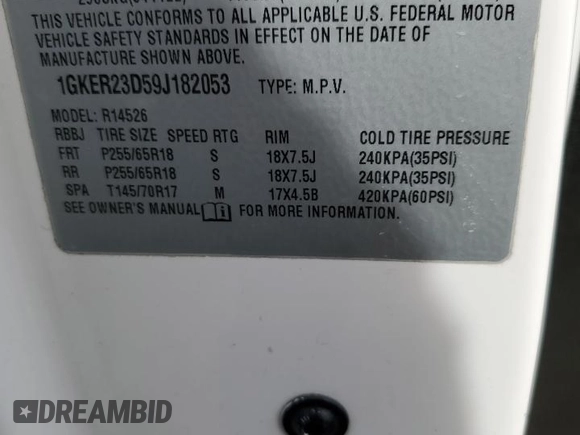 THIS VEHICLE CONFORMS TO ALL APPLICABLE U.S. FEDERAL MOTOR
VEHICLE SAFETY STANDARDS IN EFFECT ON THE DATE OF
MANUFACTURE SHOWN ABOVE.
1GKER23D59J182053 TYPE: M.P.V.
MODEL: R14526
RBBJ TIRE SIZE SPEED RTG RIM COLD TIRE PRESSURE
FRT P255/65R18 S 18X7.5J 240KPA(35PSI)
RR P255/65R18 S 18X7.5J 240KPA(35PSI)
SPA T145/70R17 M 17X4.5B 420KPA(60PSI)
SEE OWNER'S MANUAL FOR MORE INFORMATION.
DREAMBID